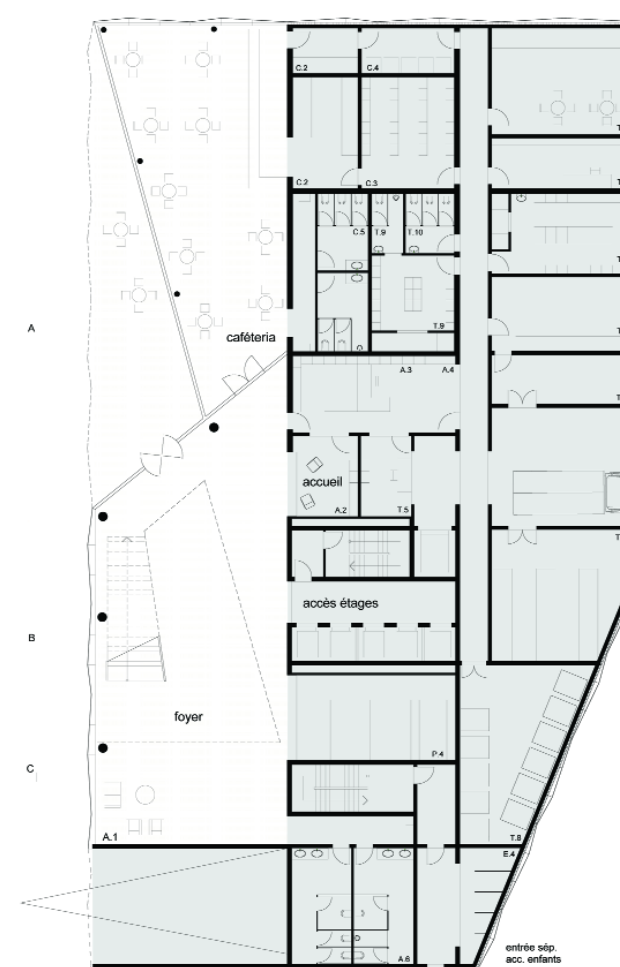 C.2
C.4
T
C.2
C.3
T
C.5
T.9
T.10
T
T.9
T
A
caféteria
A.3
A.4
T
accueil
A.2
T.5
T
accès étages
B
foyer
P.4
C
A.1
T.8
E.4
A.6
entrée sép.
acc. enfants